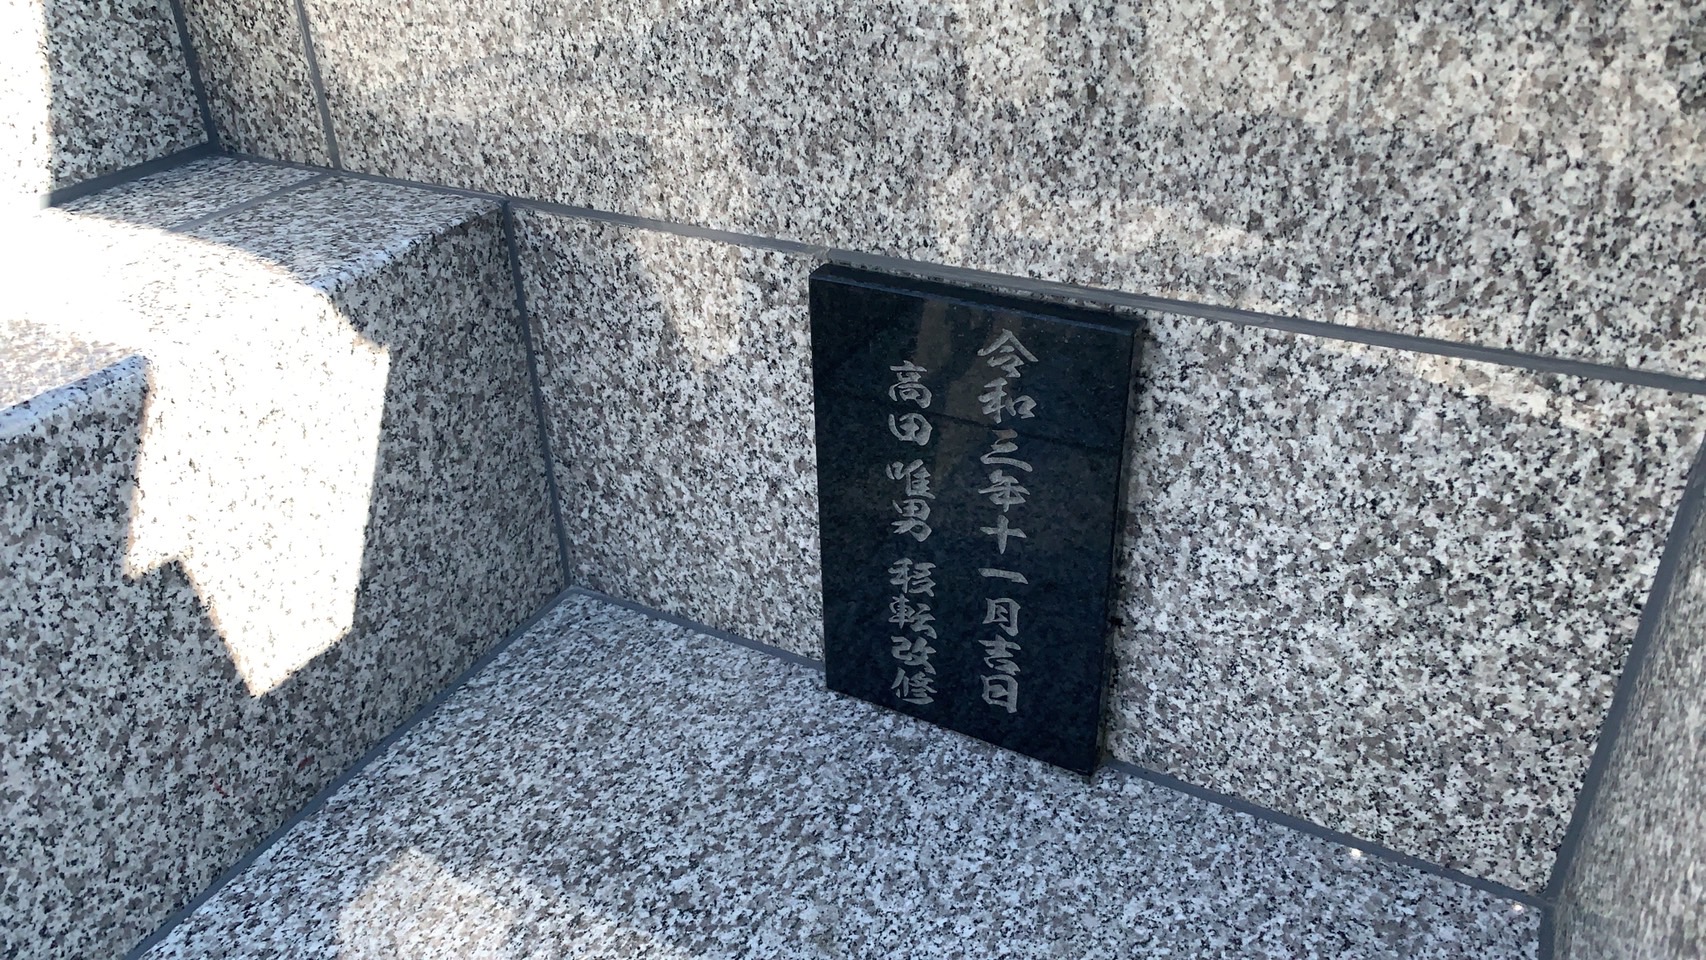 令和三年十一月吉日
高田 唯男 移転改修